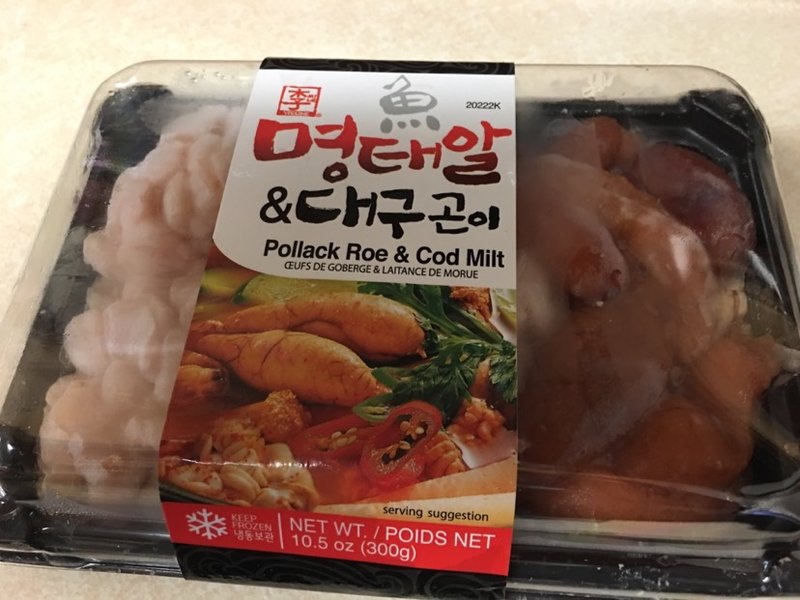 李
20222K
魚
명태알
&대구곤이
Pollack Roe & Cod Milt
ŒUFS DE GOBERGE & LAITANCE DE MORUE
serving suggestion
KEEP
FROZEN
냉동보관
NET WT. / POIDS NET
10.5 oz (300g)